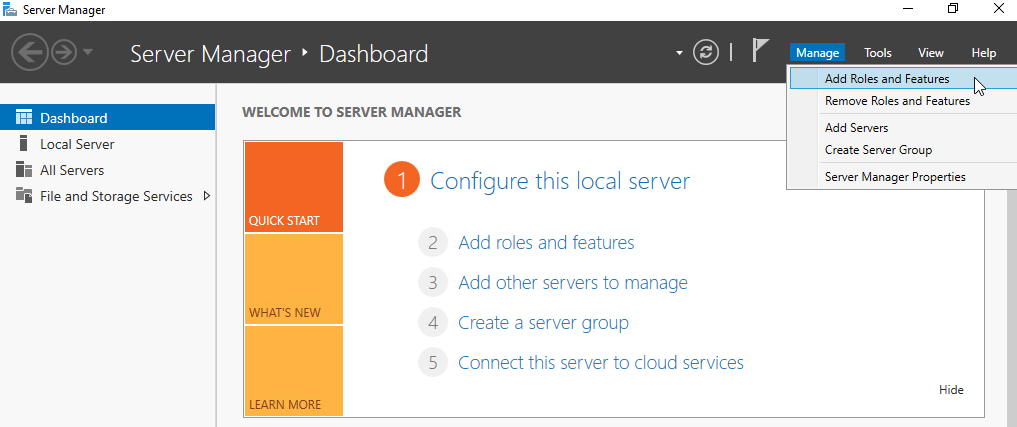 Server Manager
Server Manager • Dashboard
Manage Tools View Help
Add Roles and Features
Remove Roles and Features
Add Servers
Create Server Group
Server Manager Properties
Dashboard
Local Server
All Servers
File and Storage Services
WELCOME TO SERVER MANAGER
QUICK START
WHAT'S NEW
LEARN MORE
1 Configure this local server
2 Add roles and features
3 Add other servers to manage
4 Create a server group
5 Connect this server to cloud services
Hide